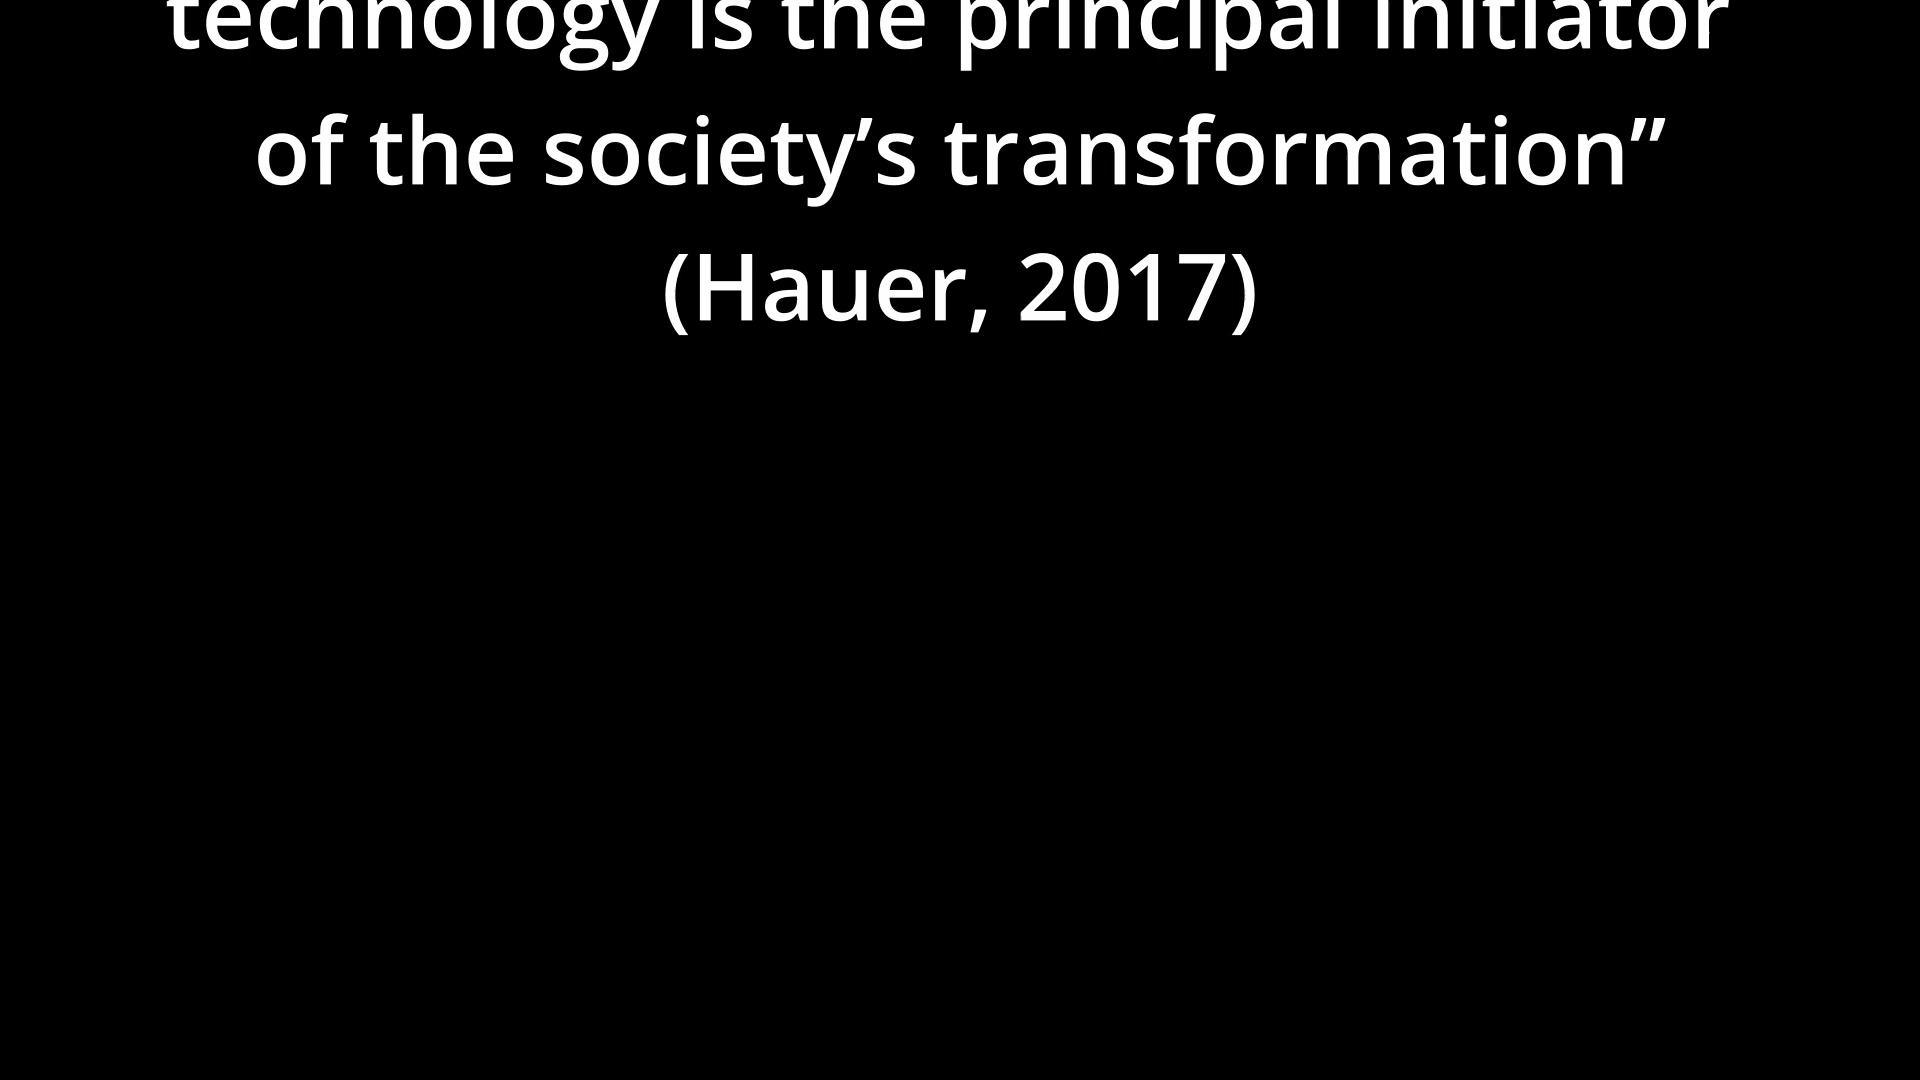 technology is the principal initiator
of the society’s transformation”
(Hauer, 2017)